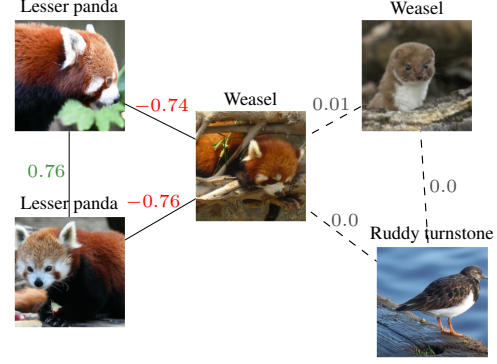 Lesser panda
Weasel
−0.74
Weasel
0.01
0.76
−0.76
0.0
Lesser panda
0.0
Ruddy turnstone